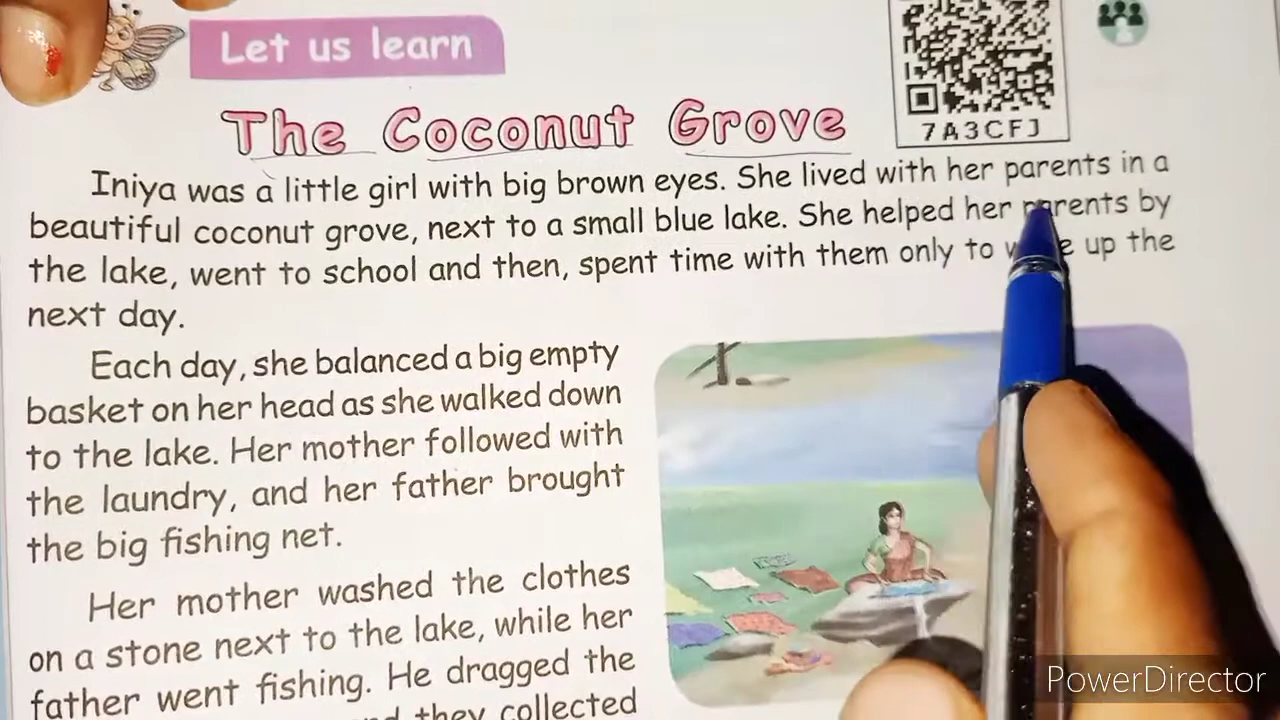 Let us learn
7A3CFJ
The Coconut Grove
Iniya was a little girl with big brown eyes. She lived with her parents in a
beautiful coconut grove, next to a small blue lake. She helped her parents by
the lake, went to school and then, spent time with them only to up the
next day.
Each day, she balanced a big empty
basket on her head as she walked down
to the lake. Her mother followed with
the laundry, and her father brought
the big fishing net.
Her mother washed the clothes
on a stone next to the lake, while her
father went fishing. He dragged the
they collected
PowerDirector